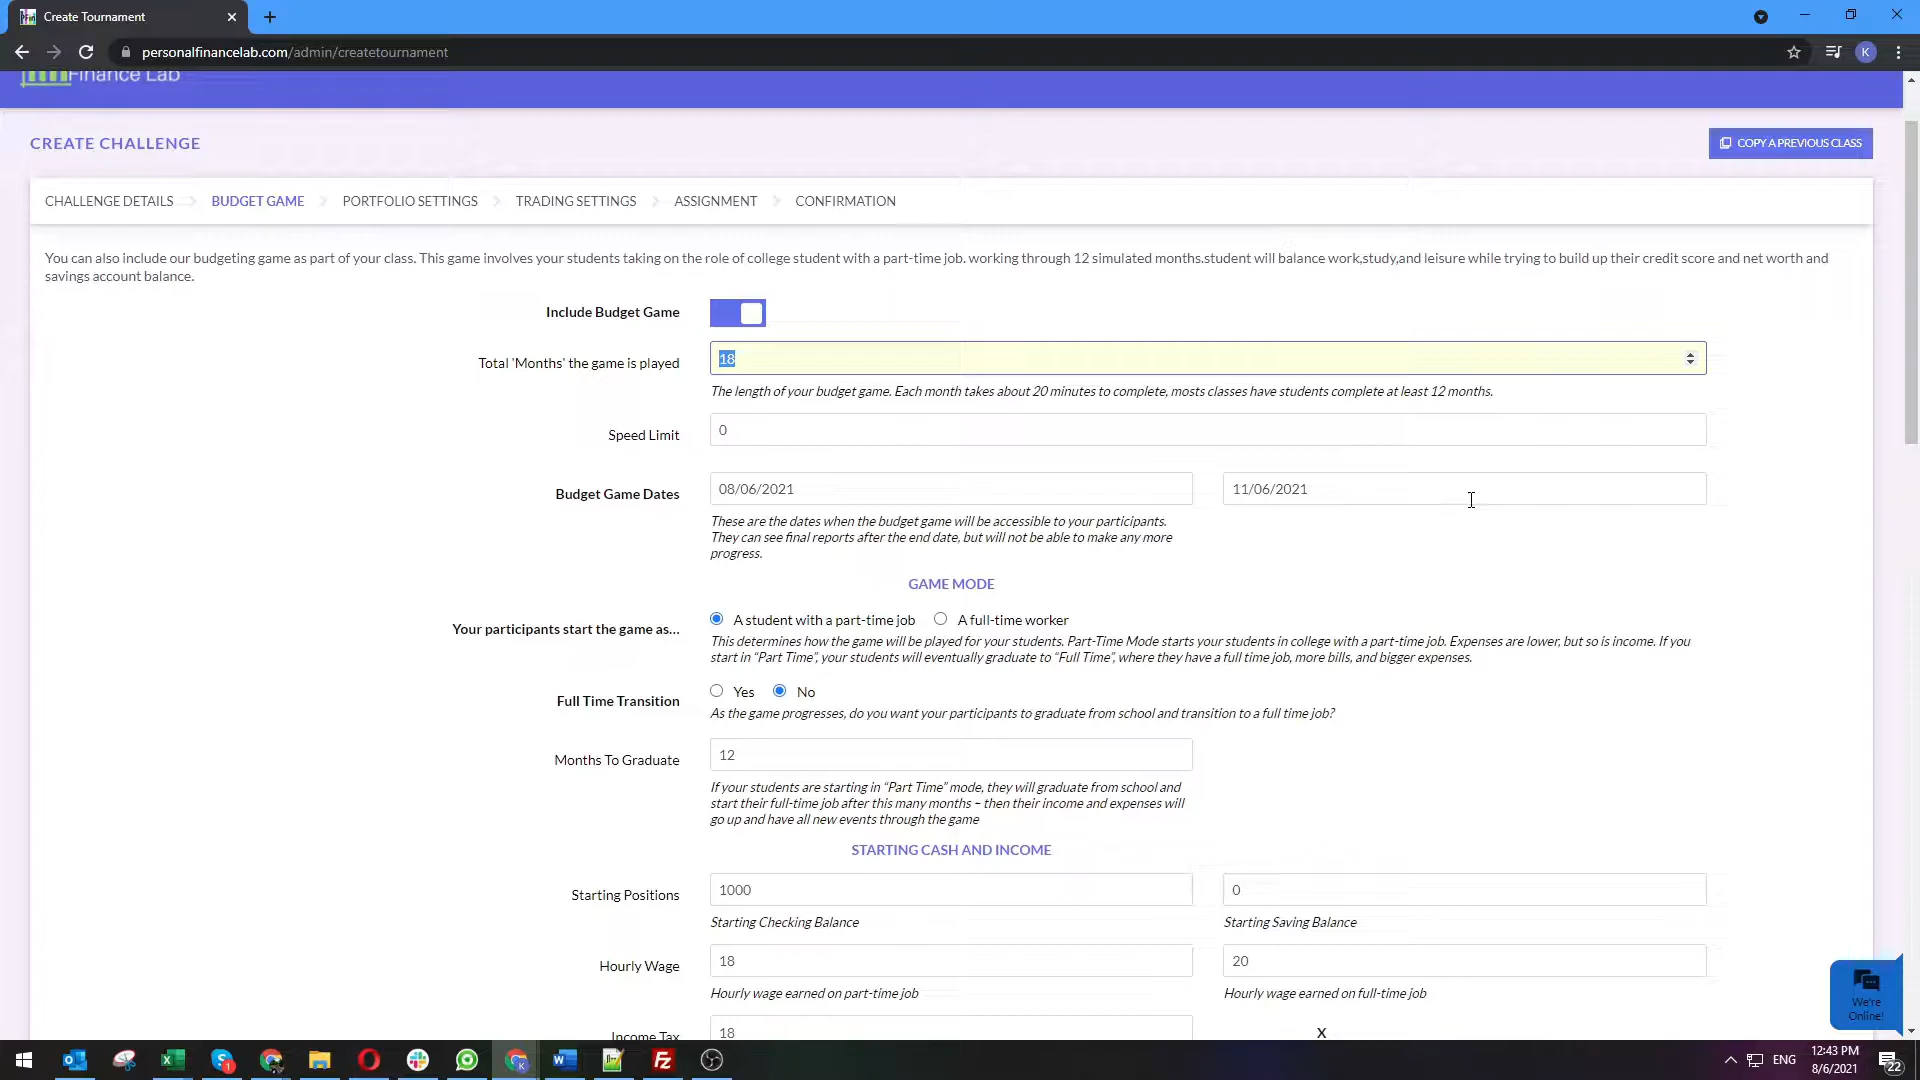 Create Tournament
personalfinancelab.com/admin/createtournament
K
Finance Lab
CREATE CHALLENGE
COPY A PREVIOUS CLASS
CHALLENGE DETAILS BUDGET GAME PORTFOLIO SETTINGS TRADING SETTINGS ASSIGNMENT CONFIRMATION
You can also include our budgeting game as part of your class. This game involves your students taking on the role of college student with a part-time job. working through 12 simulated months.student will balance work,study,and leisure while trying to build up their credit score and net worth and
savings account balance.
Include Budget Game
Total 'Months' the game is played 18
The length of your budget game. Each month takes about 20 minutes to complete, mosts classes have students complete at least 12 months.
Speed Limit 0
Budget Game Dates 08/06/2021 11/06/2021
These are the dates when the budget game will be accessible to your participants.
They can see final reports after the end date, but will not be able to make any more
progress.
GAME MODE
Your participants start the game as... A student with a part-time job A full-time worker
This determines how the game will be played for your students. Part-Time Mode starts your students in college with a part-time job. Expenses are lower, but so is income. If you
start in “Part Time”, your students will eventually graduate to “Full Time”, where they have a full time job, more bills, and bigger expenses.
Full Time Transition Yes No
As the game progresses, do you want your participants to graduate from school and transition to a full time job?
Months To Graduate 12
If your students are starting in “Part Time” mode, they will graduate from school and
start their full-time job after this many months – then their income and expenses will
go up and have all new events through the game
STARTING CASH AND INCOME
Starting Positions 1000 0
Starting Checking Balance Starting Saving Balance
Hourly Wage 18 20
Hourly wage earned on part-time job Hourly wage earned on full-time job
Income Tax 18 X
We're
Online!
ENG
12:43 PM
8/6/2021
22